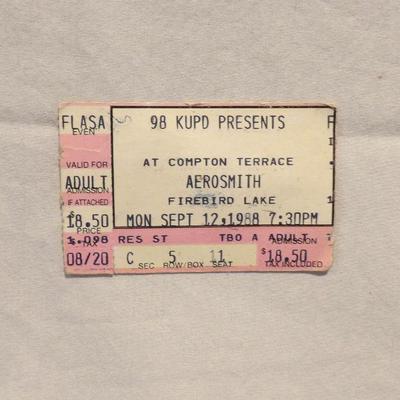 FLASA 98 KUPD PRESENTS F
EVEN
VALID FOR AT COMPTON TERRACE
ADULT AEROSMITH
ADMISSION
IF ATTACHED FIREBIRD LAKE
$18.50 MON SEPT 12,1988 7:30PM
PRICE & TAX
RES ST TBO A ADULT
ADMISSION
08/20 C 5 11 $18.50
SEC ROW/BOX SEAT TAX INCLUDED